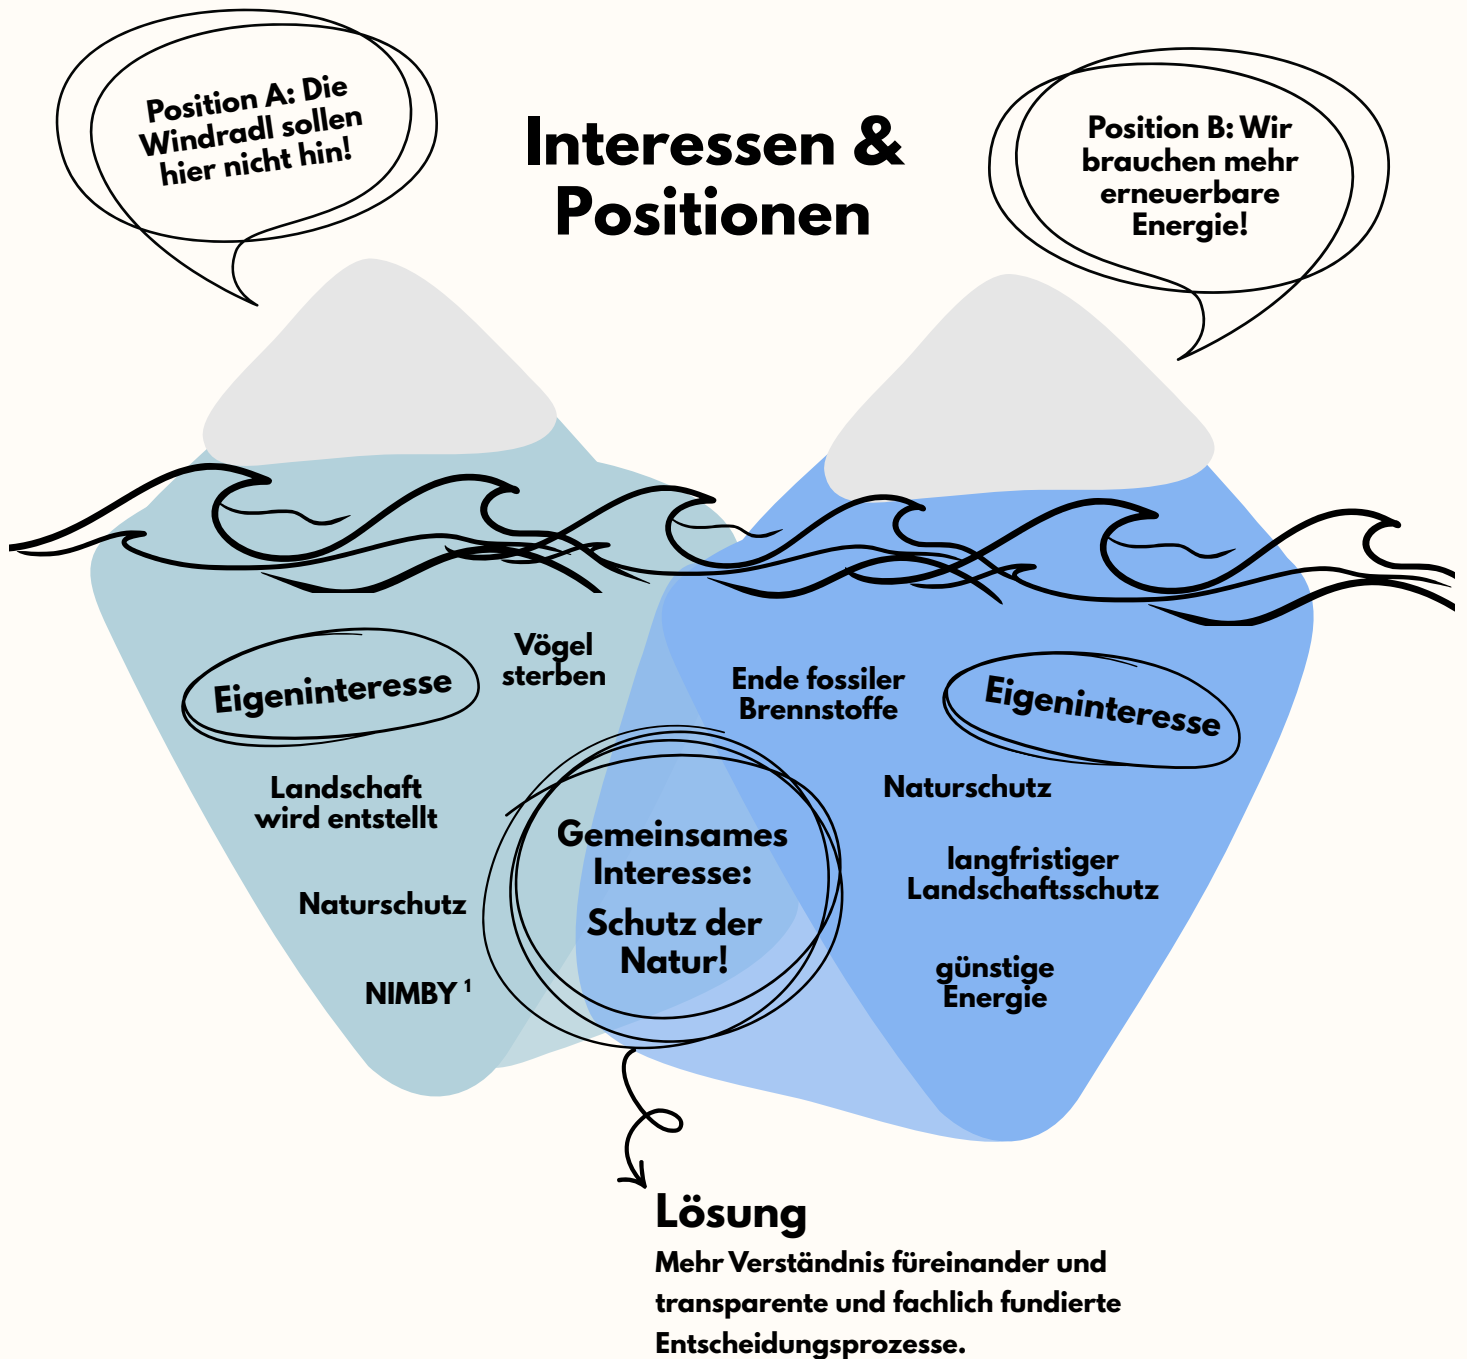 Position A: Die
Windradl sollen
hier nicht hin!
Interessen &
Positionen
Position B: Wir
brauchen mehr
erneuerbare
Energie!
Eigeninteresse
Vögel
sterben
Landschaft
wird entstellt
Naturschutz
NIMBY ¹
Gemeinsames
Interesse:
Schutz der
Natur!
Ende fossiler
Brennstoffe
Eigeninteresse
Naturschutz
langfristiger
Landschaftsschutz
günstige
Energie
Lösung
Mehr Verständnis füreinander und
transparente und fachlich fundierte
Entscheidungsprozesse.